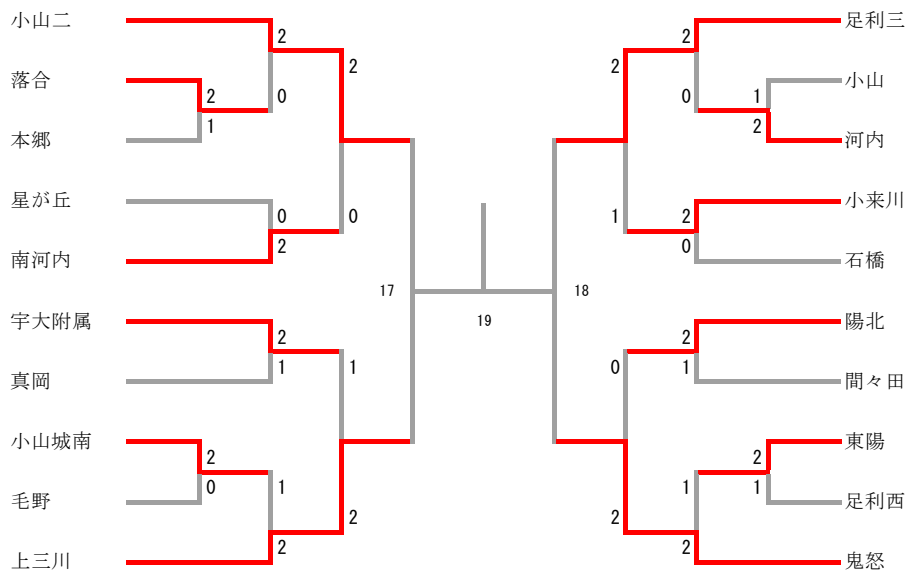 小山二
2
2
落合
2
0
1
本郷
星が丘
0
0
南河内
2
17
宇大附属
2
1
1
真岡
小山城南
2
0
1
毛野
2
上三川
2
19
足利三
2
2
小山
0
1
2
河内
小来川
1
2
0
石橋
18
陽北
2
0
1
間々田
東陽
2
1
1
足利西
2
2
鬼怒